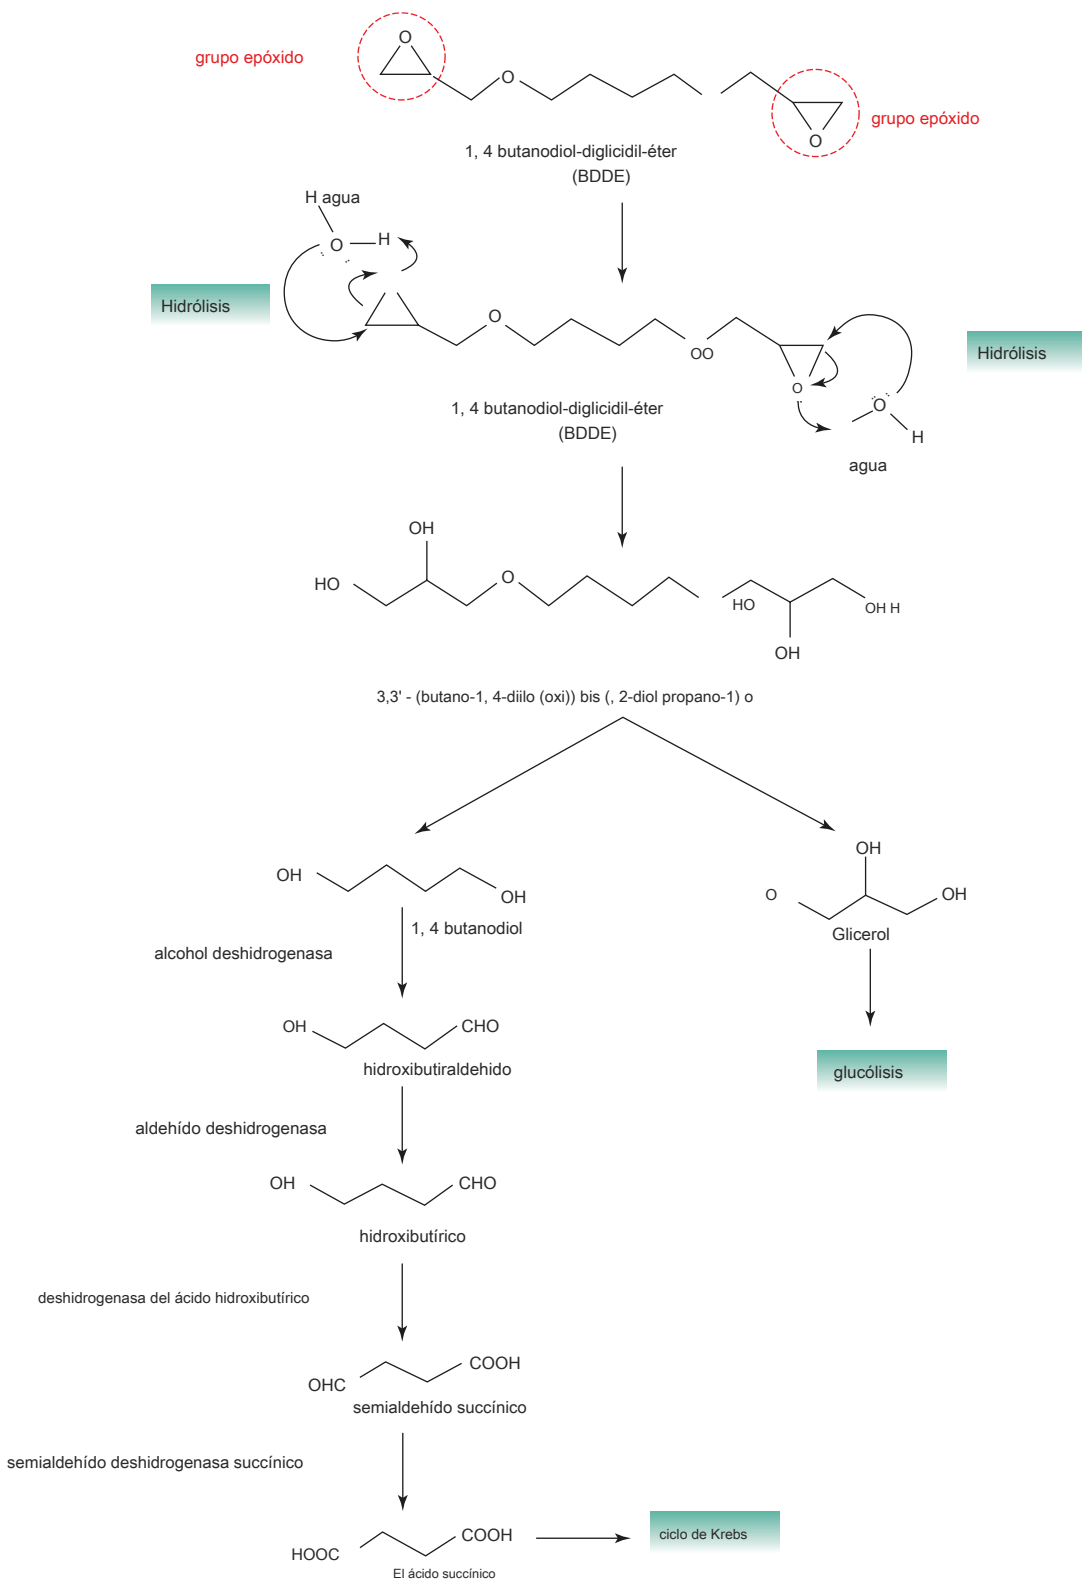 O
grupo epóxido
O
grupo epóxido
O
1, 4 butanodiol-diglicidil-éter
(BDDE)
H agua
O
H
Hidrólisis
O
OO
Hidrólisis
O
O
H
1, 4 butanodiol-diglicidil-éter
(BDDE)
agua
OH
HO
O
HO
OH H
OH
3,3' - (butano-1, 4-diilo (oxi)) bis (, 2-diol propano-1) o
OH
OH
1, 4 butanodiol
OH
O
OH
Glicerol
alcohol deshidrogenasa
OH
CHO
hidroxibutiraldehido
glucólisis
aldehído deshidrogenasa
OH
CHO
hidroxibutírico
deshidrogenasa del ácido hidroxibutírico
COOH
OHC
semialdehído succínico
semialdehído deshidrogenasa succínico
COOH
HOOC
El ácido succínico
ciclo de Krebs